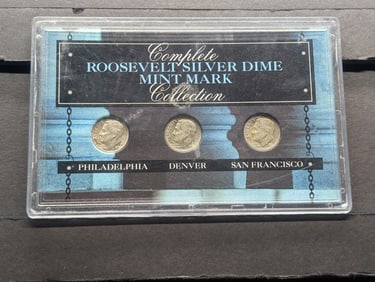 Complete
ROOSEVELT SILVER DIME
MINT MARK
Collection
PHILADELPHIA DENVER SAN FRANCISCO